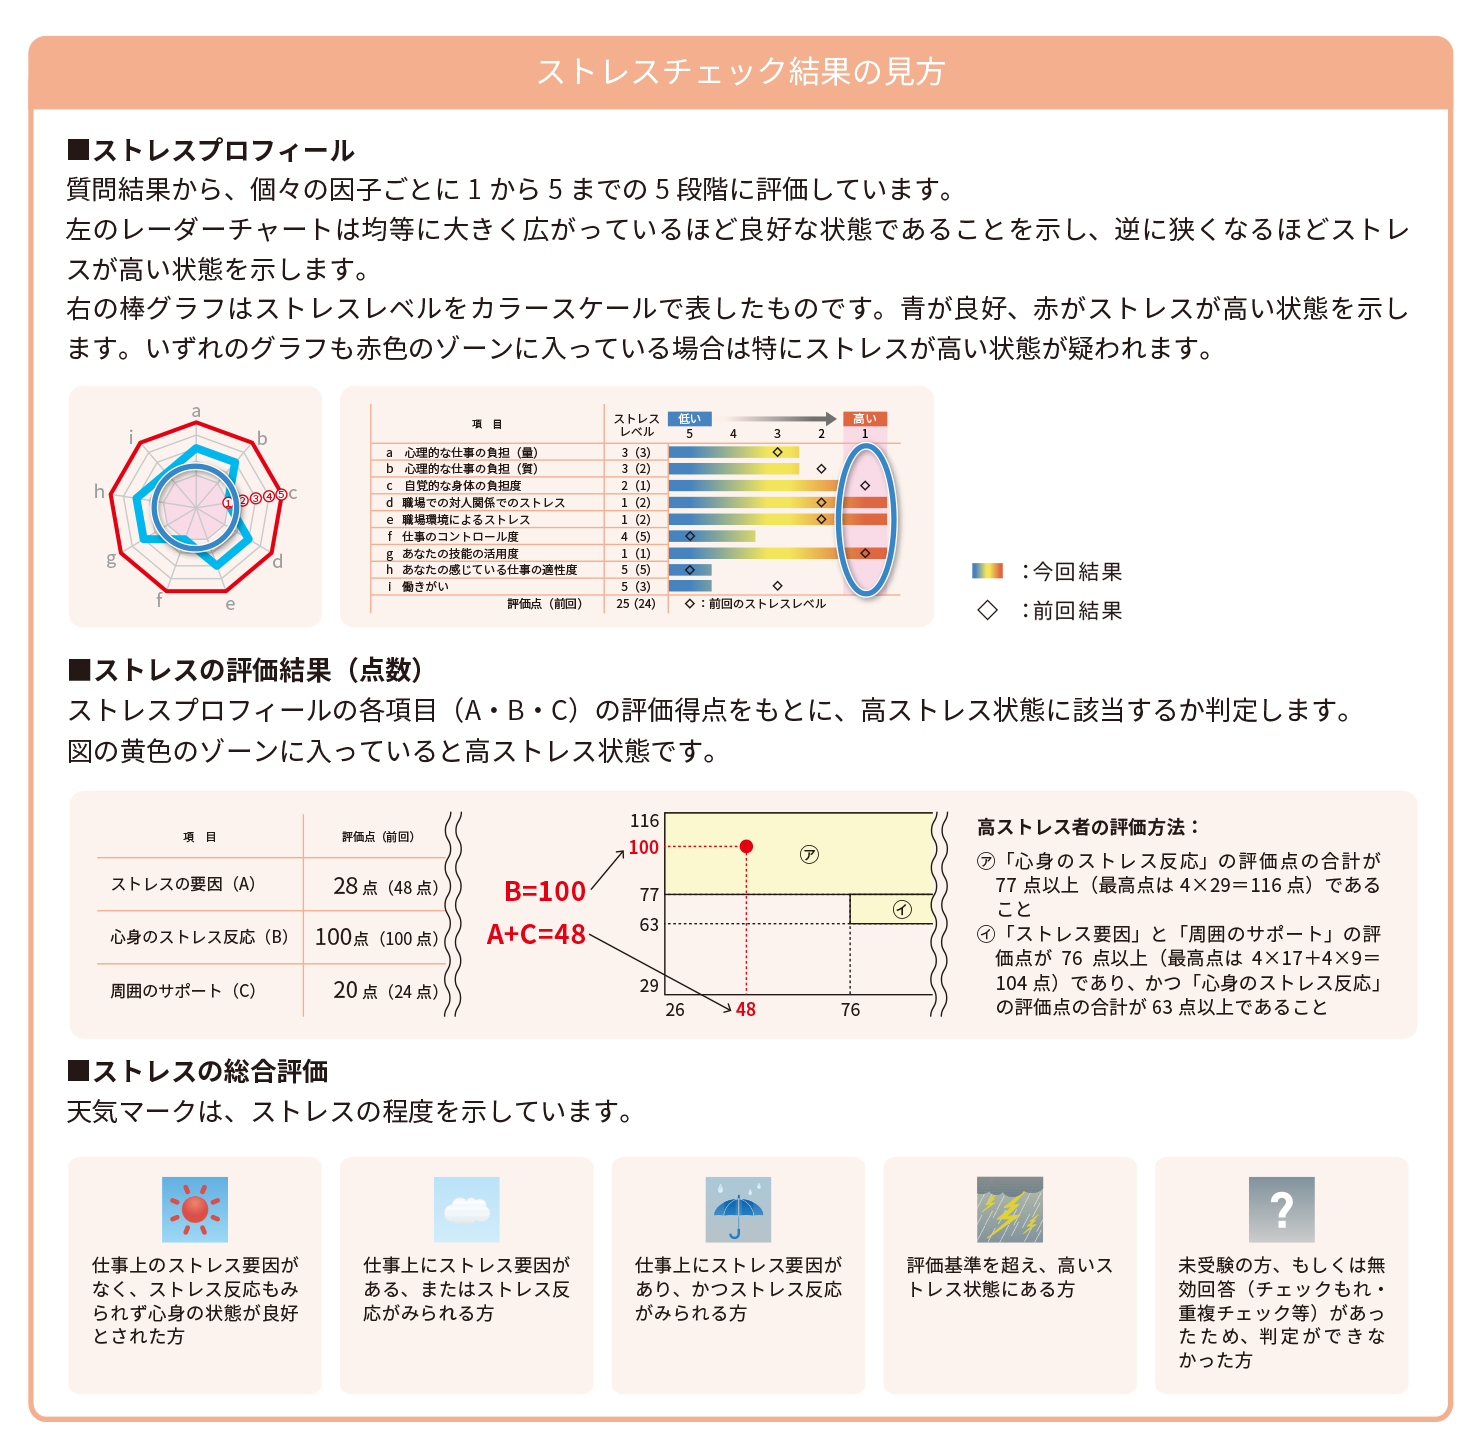 ストレスチェック結果の見方
■ストレスプロフィール
質問結果から、個々の因子ごとに 1 から 5 までの 5 段階に評価しています。
左のレーダーチャートは均等に大きく広がっているほど良好な状態であることを示し、逆に狭くなるほどストレ
スが高い状態を示します。
右の棒グラフはストレスレベルをカラースケールで表したものです。青が良好、赤がストレスが高い状態を示し
ます。いずれのグラフも赤色のゾーンに入っている場合は特にストレスが高い状態が疑われます。
a
b
c
d
e
f
g
h
i
①②③④⑤
項 目
ストレス
レベル
低い
高い
5 4 3 2 1
a 心理的な仕事の負担（量） 3（3）
b 心理的な仕事の負担（質） 3（2）
c 自覚的な身体の負担度 2（1）
d 職場での対人関係でのストレス 1（2）
e 職場環境によるストレス 1（2）
f 仕事のコントロール度 4（5）
g あなたの技能の活用度 1（1）
h あなたの感じている仕事の適性度 5（5）
i 働きがい 5（3）
評価点（前回） 25（24） ◇：前回のストレスレベル
：今回結果
◇ ：前回結果
■ストレスの評価結果（点数）
ストレスプロフィールの各項目（A・B・C）の評価得点をもとに、高ストレス状態に該当するか判定します。
図の黄色のゾーンに入っていると高ストレス状態です。
項 目 評価点（前回）
ストレスの要因（A） 28 点（48 点）
心身のストレス反応（B） 100点（100 点）
周囲のサポート（C） 20 点（24 点）
B=100
A+C=48
116
100
77
63
29
26
48
76
㋐
㋑
高ストレス者の評価方法：
㋐「心身のストレス反応」の評価点の合計が
77 点以上（最高点は 4×29＝116 点）である
こと
㋑「ストレス要因」と「周囲のサポート」の評
価点が 76 点以上（最高点は 4×17＋4×9＝
104 点）であり、かつ「心身のストレス反応」
の評価点の合計が 63 点以上であること
■ストレスの総合評価
天気マークは、ストレスの程度を示しています。
仕事上のストレス要因が
なく、ストレス反応もみ
られず心身の状態が良好
とされた方
仕事上にストレス要因が
ある、またはストレス反
応がみられる方
仕事上にストレス要因が
あり、かつストレス反応
がみられる方
評価基準を超え、高いス
トレス状態にある方
?
未受験の方、もしくは無
効回答（チェックもれ・
重複チェック等）があっ
たため、判定ができな
かった方